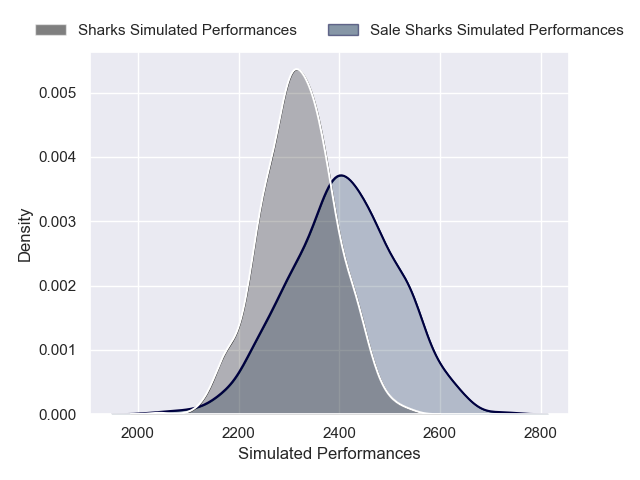 Sharks Simulated Performances
Sale Sharks Simulated Performances
Density
0.005
0.004
0.003
0.002
0.001
0.000
2000
2200
2400
2600
2800
Simulated Performances